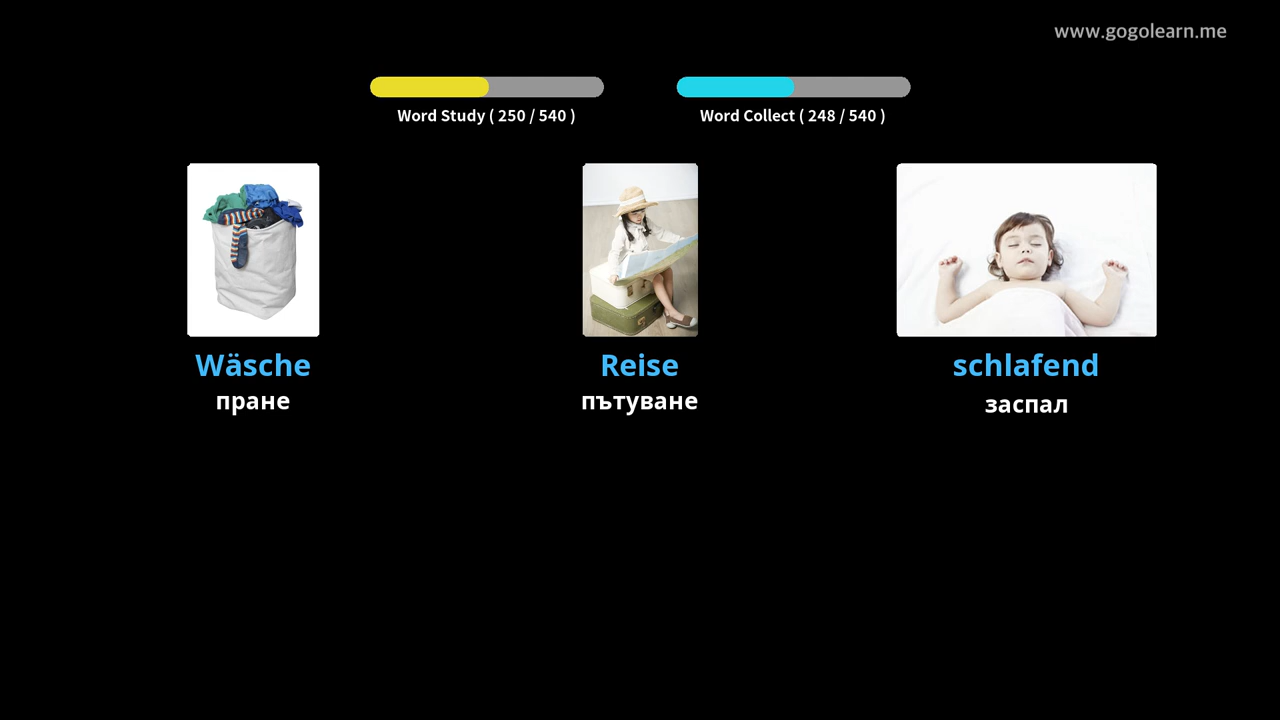 www.gogolearn.me
Word Study ( 250 / 540 )
Word Collect ( 248 / 540 )
Wäsche
пране
Reise
пътуване
schlafend
заспал